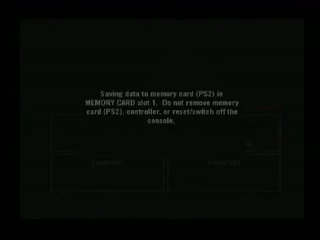 Saving data to memory card (PS2) in
MEMORY CARD slot 1. Do not remove memory
card (PS2), controller, or reset/switch off the
console.